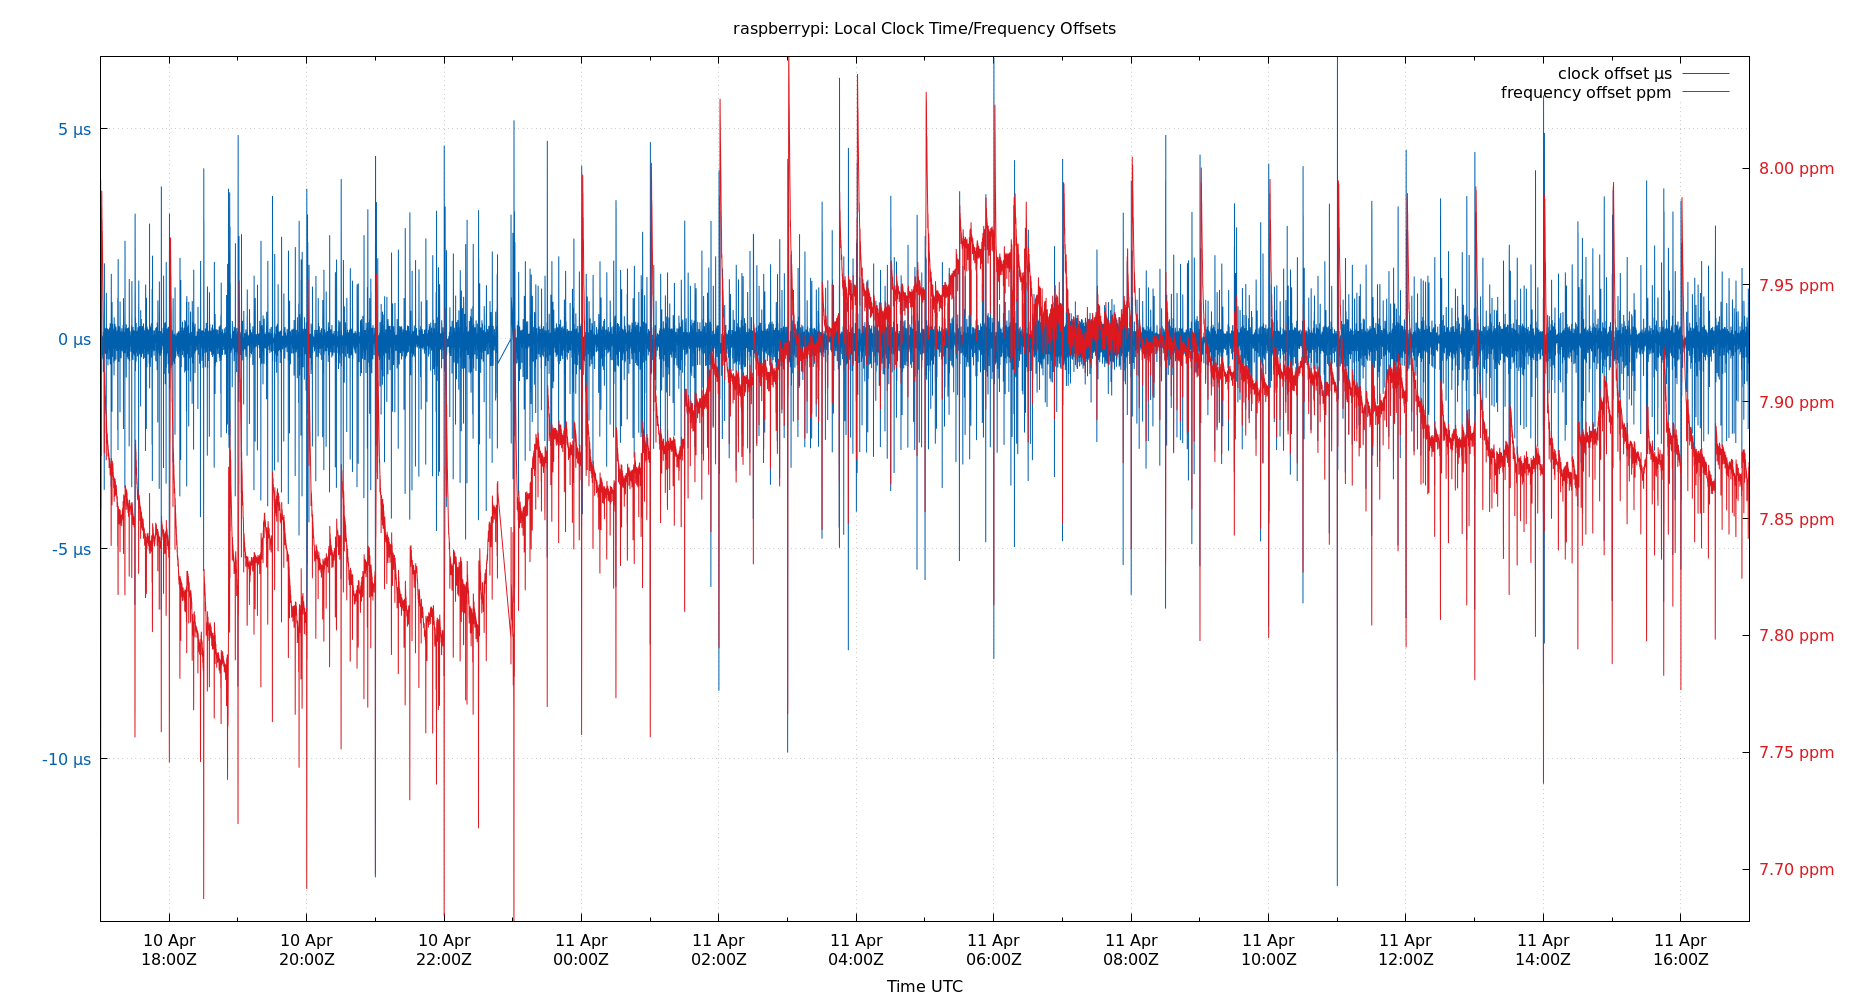 raspberrypi: Local Clock Time/Frequency Offsets
clock offset µs
frequency offset ppm
5 µs
0 µs
-5 µs
-10 µs
8.00 ppm
7.95 ppm
7.90 ppm
7.85 ppm
7.80 ppm
7.75 ppm
7.70 ppm
10 Apr 10 Apr 10 Apr 11 Apr 11 Apr 11 Apr 11 Apr 11 Apr 11 Apr 11 Apr 11 Apr 11 Apr
18:00Z 20:00Z 22:00Z 00:00Z 02:00Z 04:00Z 06:00Z 08:00Z 10:00Z 12:00Z 14:00Z 16:00Z
Time UTC